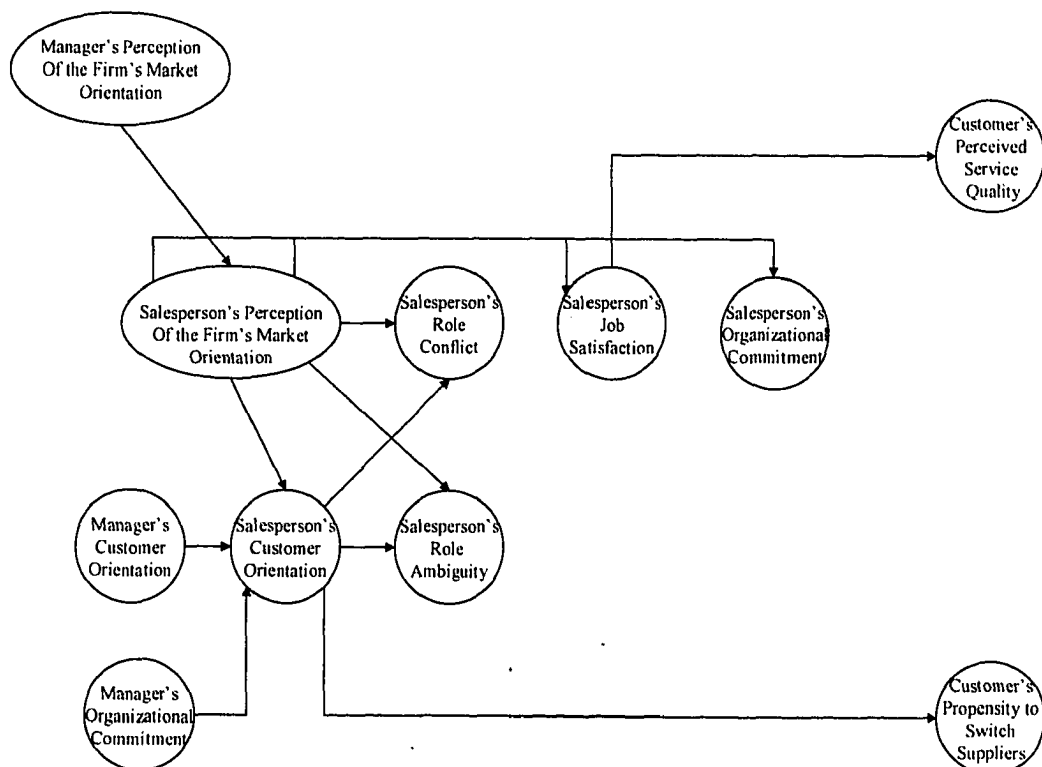 Manager's Perception
Of the Firm's Market
Orientation
Customer's
Perceived
Service
Quality
Salesperson's Perception
Of the Firm's Market
Orientation
Salesperson's
Role
Conflict
Salesperson's
Job
Satisfaction
Salesperson's
Organizational
Commitment
Manager's
Customer
Orientation
Salesperson's
Customer
Orientation
Salesperson's
Role
Ambiguity
Manager's
Organizational
Commitment
Customer's
Propensity to
Switch
Suppliers